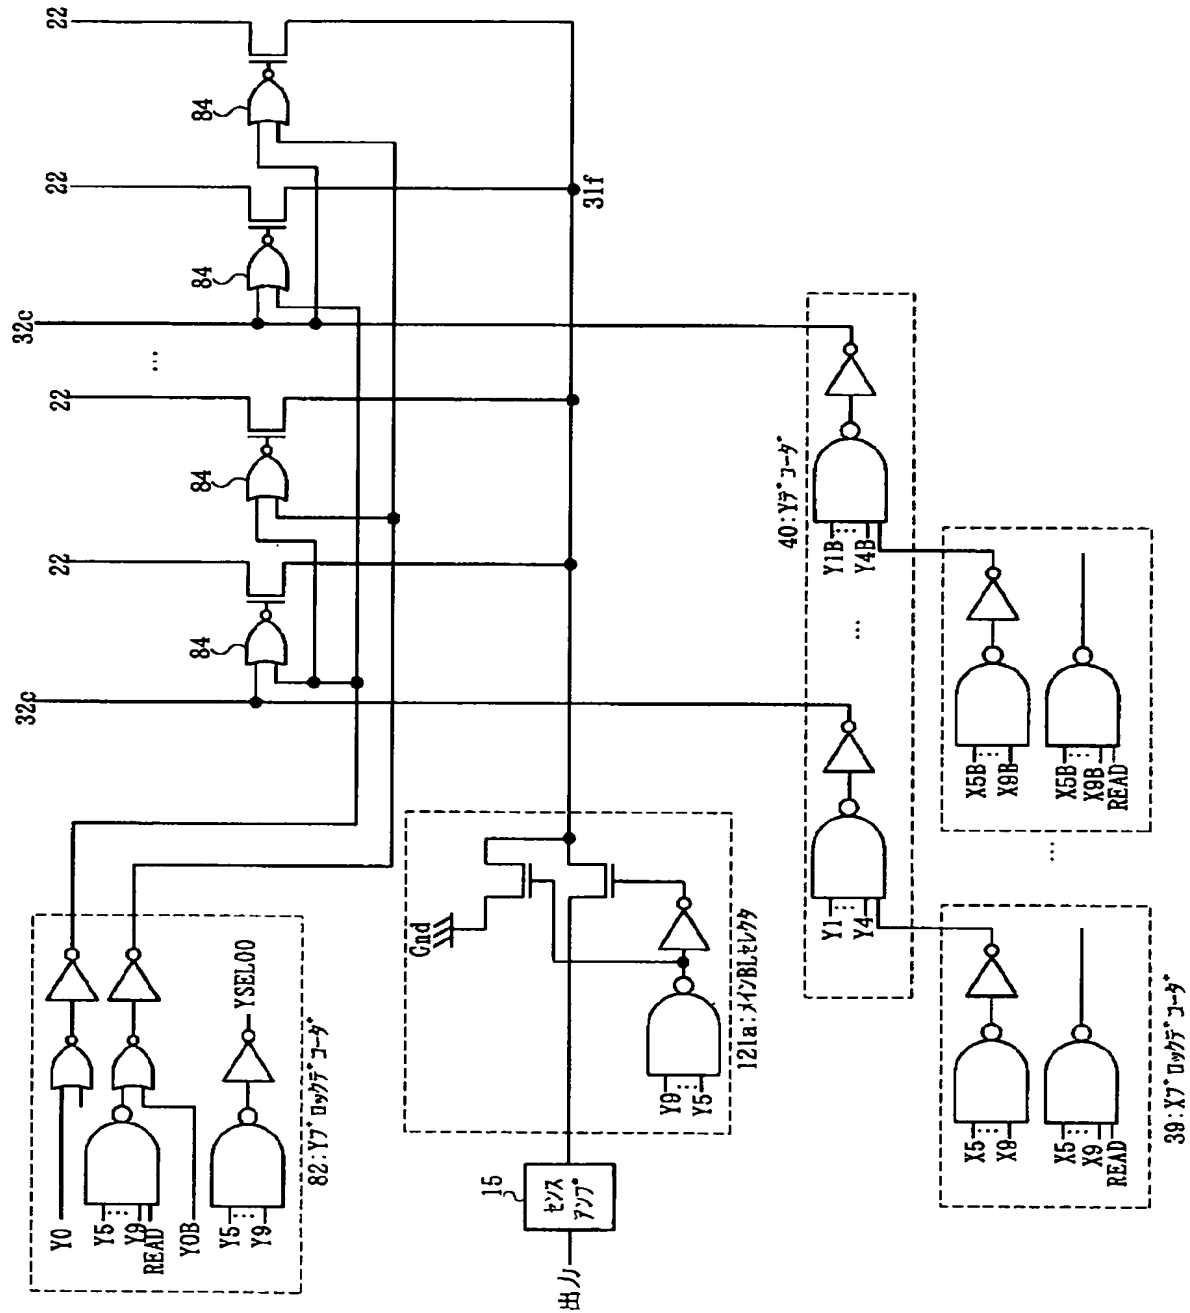 22
22
22
22
84
84
84
84
32c
32c
...
31f
Y0
Y5
...
Y9
READ
Y0B
Y5
...
Y9
YSEL00
82:Yブロックデコーダ
Gnd
Y9
...
Y5
121a:メインBLセレクタ
15
センス
アンプ
出力
40:Yデコーダ
Y1
...
Y4
...
Y1B
...
Y4B
X5
...
X9
X5
...
X9
READ
39:Xブロックデコーダ
...
X5B
...
X9B
X5B
...
X9B
READ